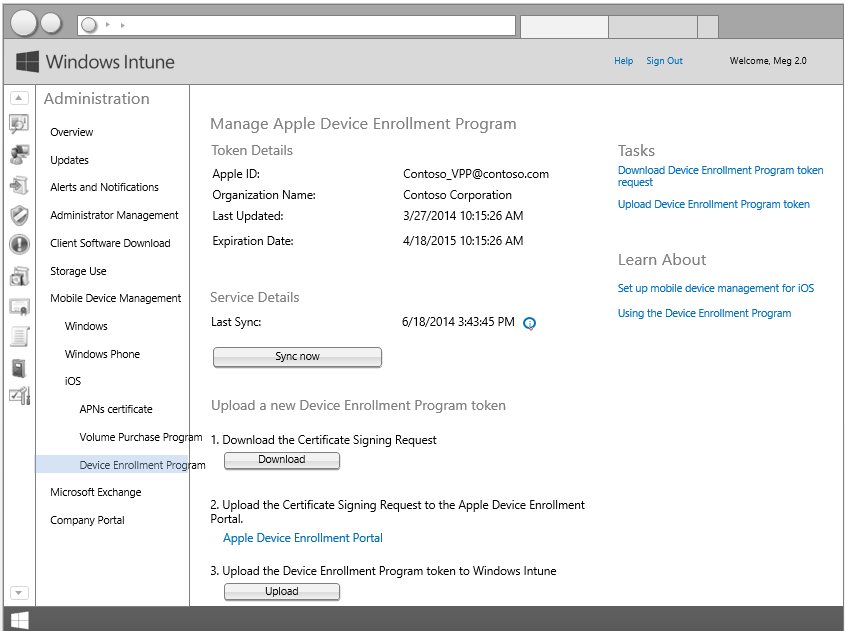 Windows Intune
Help
Sign Out
Welcome, Meg 2.0
Administration
Overview
Updates
Alerts and Notifications
Administrator Management
Client Software Download
Storage Use
Mobile Device Management
Windows
Windows Phone
iOS
APNs certificate
Volume Purchase Program
Device Enrollment Program
Microsoft Exchange
Company Portal
Manage Apple Device Enrollment Program
Token Details
Apple ID: Contoso_VPP@contoso.com
Organization Name: Contoso Corporation
Last Updated: 3/27/2014 10:15:26 AM
Expiration Date: 4/18/2015 10:15:26 AM
Service Details
Last Sync: 6/18/2014 3:43:45 PM
Sync now
Upload a new Device Enrollment Program token
1. Download the Certificate Signing Request
Download
2. Upload the Certificate Signing Request to the Apple Device Enrollment
Portal.
Apple Device Enrollment Portal
3. Upload the Device Enrollment Program token to Windows Intune
Upload
Tasks
Download Device Enrollment Program token
request
Upload Device Enrollment Program token
Learn About
Set up mobile device management for iOS
Using the Device Enrollment Program